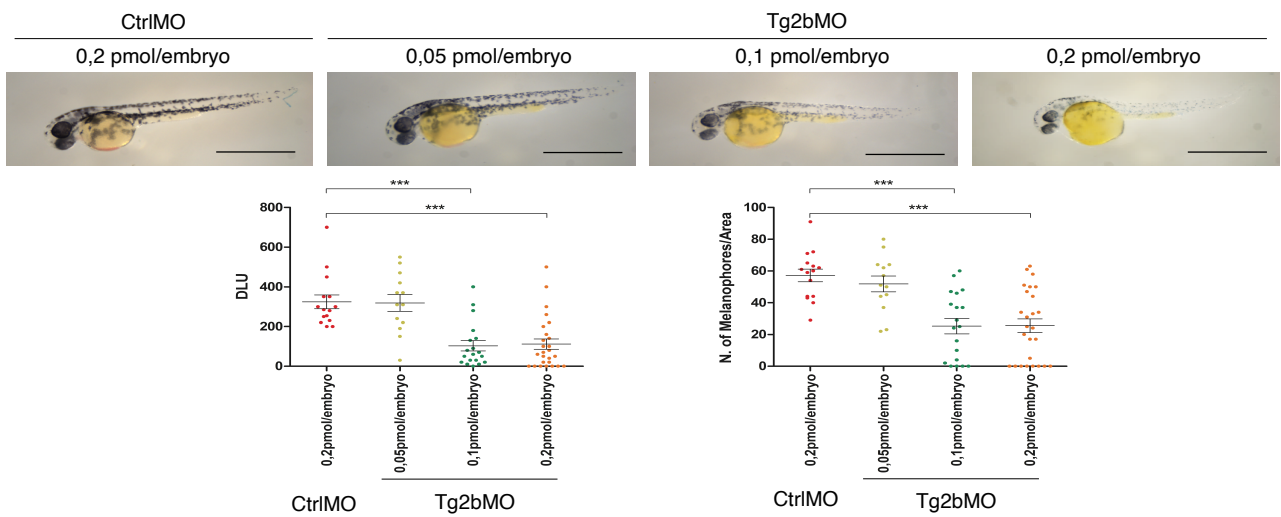 CtrlMO Tg2bMO
0,2 pmol/embryo 0,05 pmol/embryo 0,1 pmol/embryo 0,2 pmol/embryo
***
***
800
600
400
200
0
DLU
0,2pmol/embryo
0,05pmol/embryo
0,1pmol/embryo
0,2pmol/embryo
CtrlMO Tg2bMO
***
***
100
80
60
40
20
0
N. of Melanophores/Area
0,2pmol/embryo
0,05pmol/embryo
0,1pmol/embryo
0,2pmol/embryo
CtrlMO Tg2bMO